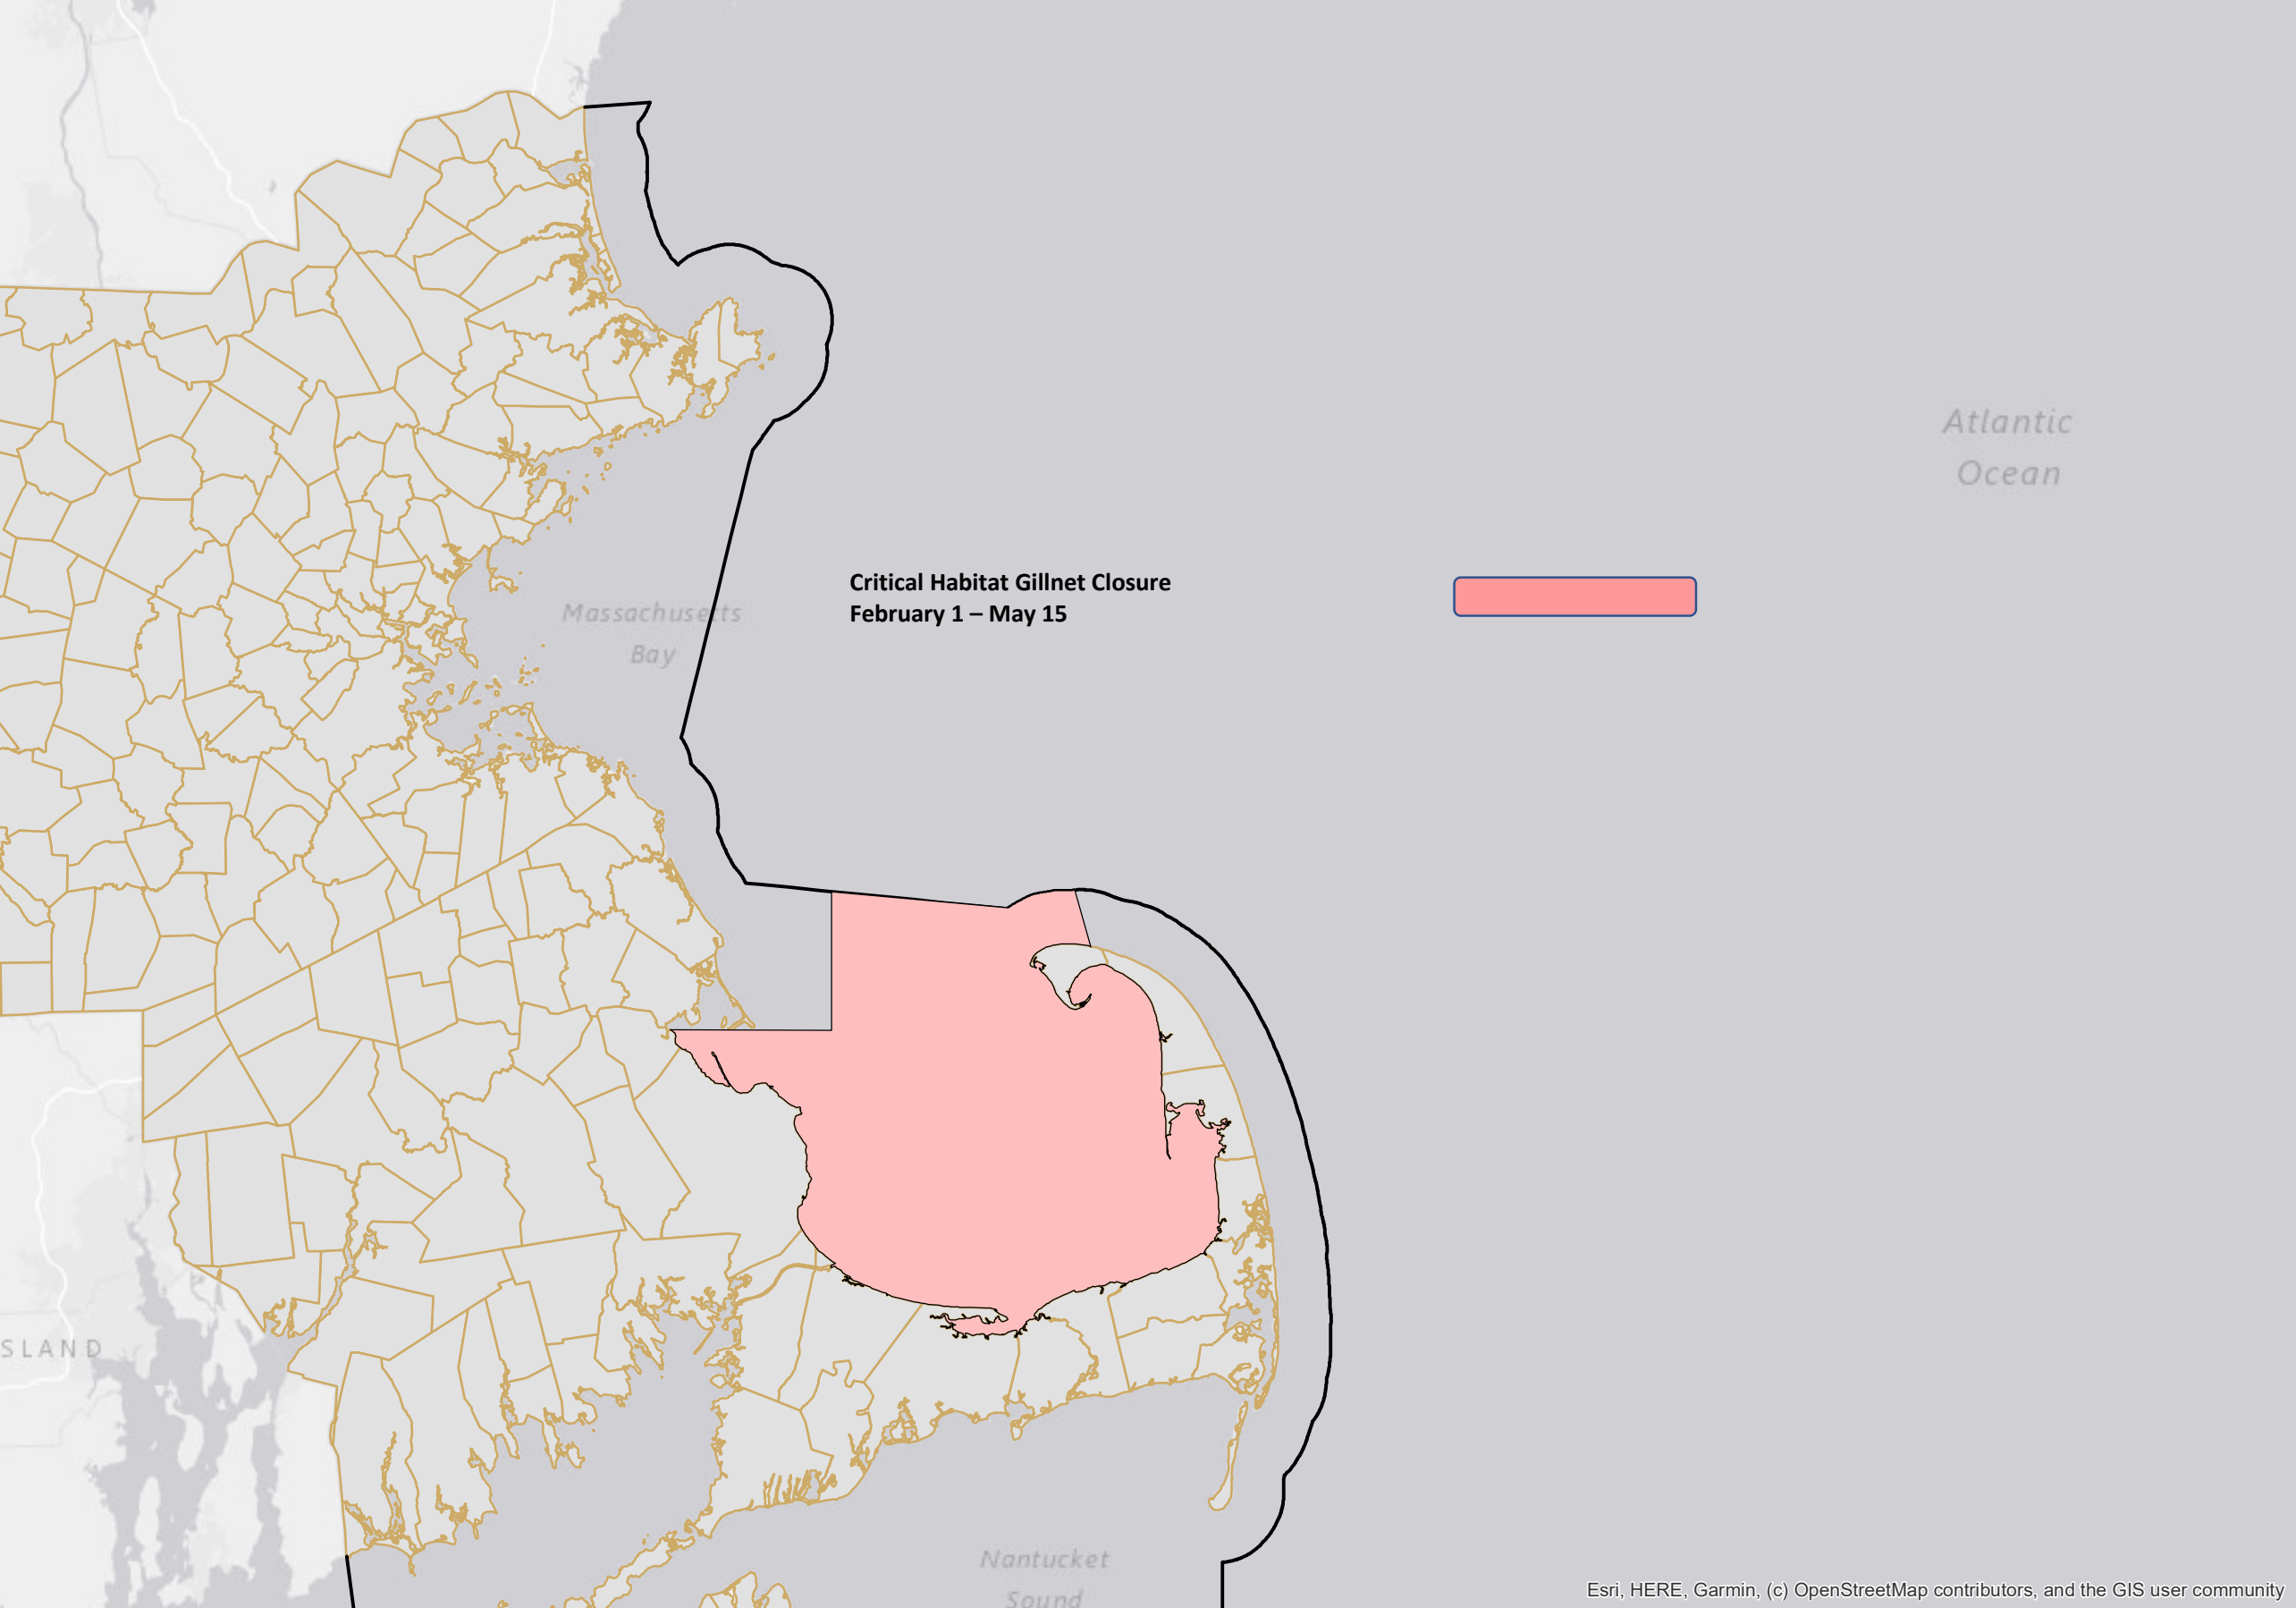 Atlantic
Ocean
Critical Habitat Gillnet Closure
February 1 – May 15
Massachusetts
Bay
SLAND
Nantucket
Sound
Esri, HERE, Garmin, (c) OpenStreetMap contributors, and the GIS user community